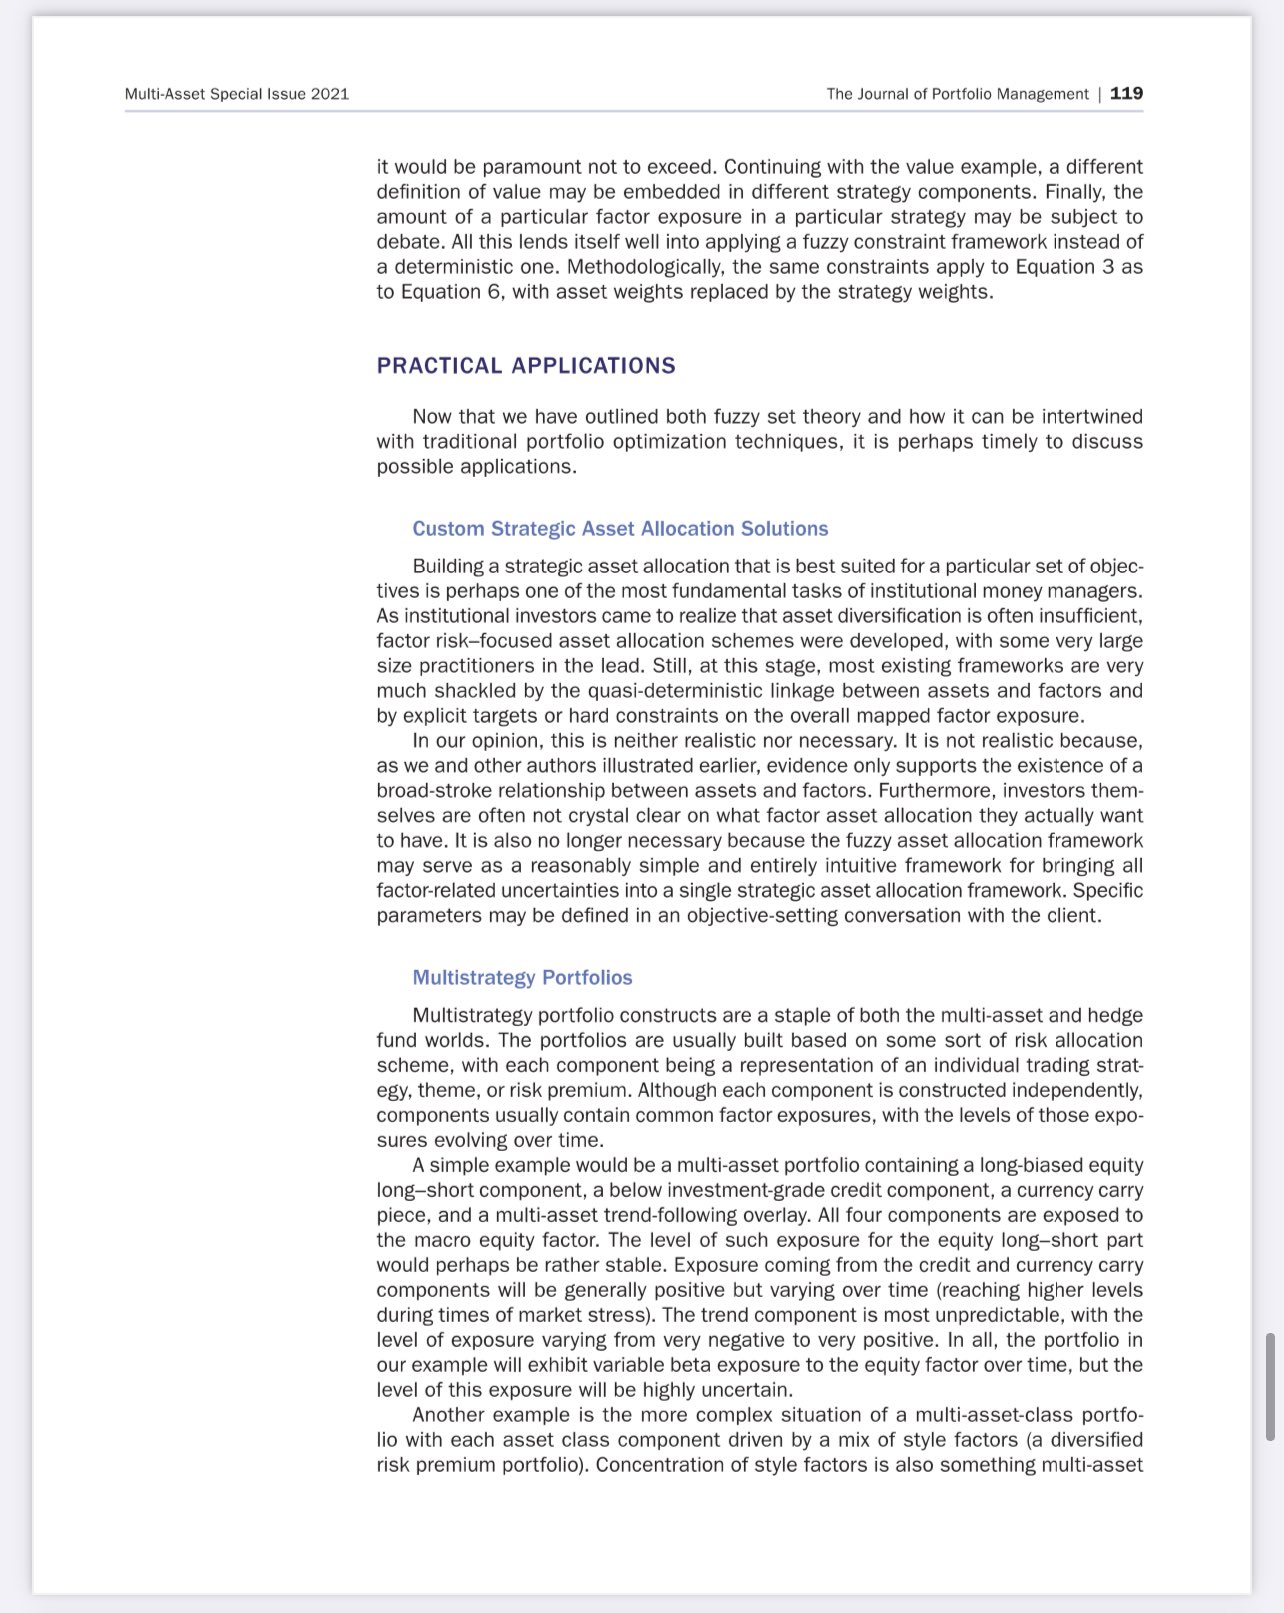 Multi-Asset Special Issue 2021
The Journal of Portfolio Management | 119
it would be paramount not to exceed. Continuing with the value example, a different
definition of value may be embedded in different strategy components. Finally, the
amount of a particular factor exposure in a particular strategy may be subject to
debate. All this lends itself well into applying a fuzzy constraint framework instead of
a deterministic one. Methodologically, the same constraints apply to Equation 3 as
to Equation 6, with asset weights replaced by the strategy weights.
PRACTICAL APPLICATIONS
Now that we have outlined both fuzzy set theory and how it can be intertwined
with traditional portfolio optimization techniques, it is perhaps timely to discuss
possible applications.
Custom Strategic Asset Allocation Solutions
Building a strategic asset allocation that is best suited for a particular set of objec-
tives is perhaps one of the most fundamental tasks of institutional money managers.
As institutional investors came to realize that asset diversification is often insufficient,
factor risk–focused asset allocation schemes were developed, with some very large
size practitioners in the lead. Still, at this stage, most existing frameworks are very
much shackled by the quasi-deterministic linkage between assets and factors and
by explicit targets or hard constraints on the overall mapped factor exposure.
In our opinion, this is neither realistic nor necessary. It is not realistic because,
as we and other authors illustrated earlier, evidence only supports the existence of a
broad-stroke relationship between assets and factors. Furthermore, investors them-
selves are often not crystal clear on what factor asset allocation they actually want
to have. It is also no longer necessary because the fuzzy asset allocation framework
may serve as a reasonably simple and entirely intuitive framework for bringing all
factor-related uncertainties into a single strategic asset allocation framework. Specific
parameters may be defined in an objective-setting conversation with the client.
Multistrategy Portfolios
Multistrategy portfolio constructs are a staple of both the multi-asset and hedge
fund worlds. The portfolios are usually built based on some sort of risk allocation
scheme, with each component being a representation of an individual trading strat-
egy, theme, or risk premium. Although each component is constructed independently,
components usually contain common factor exposures, with the levels of those expo-
sures evolving over time.
A simple example would be a multi-asset portfolio containing a long-biased equity
long–short component, a below investment-grade credit component, a currency carry
piece, and a multi-asset trend-following overlay. All four components are exposed to
the macro equity factor. The level of such exposure for the equity long–short part
would perhaps be rather stable. Exposure coming from the credit and currency carry
components will be generally positive but varying over time (reaching higher levels
during times of market stress). The trend component is most unpredictable, with the
level of exposure varying from very negative to very positive. In all, the portfolio in
our example will exhibit variable beta exposure to the equity factor over time, but the
level of this exposure will be highly uncertain.
Another example is the more complex situation of a multi-asset-class portfo-
lio with each asset class component driven by a mix of style factors (a diversified
risk premium portfolio). Concentration of style factors is also something multi-asset